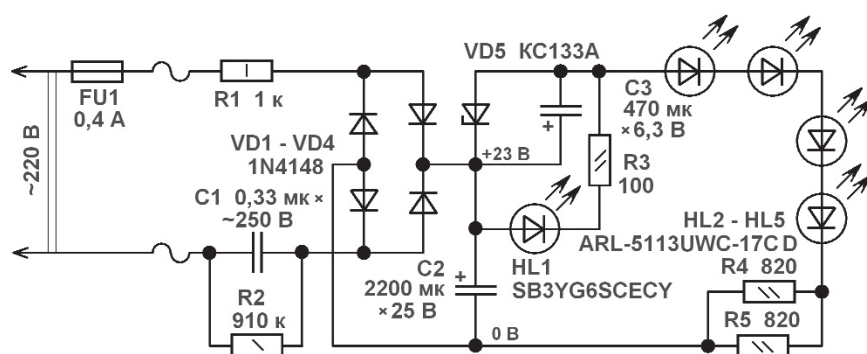 ~220 В
FU1
0,4 А
R1 1 к
VD1 - VD4
1N4148
C1 0,33 мк ×
~250 В
R2
910 к
VD5 КС133А
+23 В
+
C3
470 мк
×6,3 В
R3
100
+
C2
2200 мк
×25 В
HL1
SB3YG6SCECY
HL2 - HL5
ARL-5113UWC-17C D
R4 820
R5 820
0 В